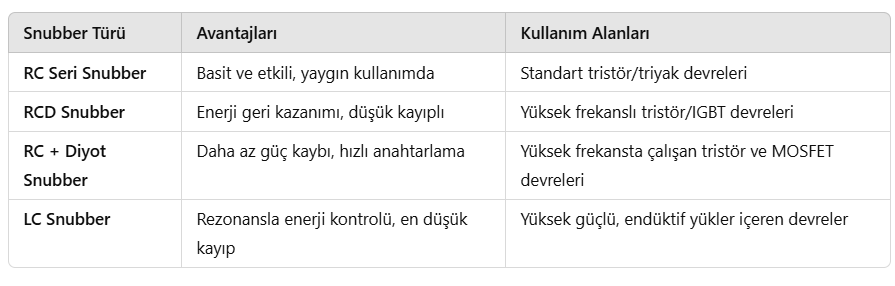 Snubber Türü Avantajları Kullanım Alanları
RC Seri Snubber Basit ve etkili, yaygın kullanımda Standart tristör/triyak devreleri
RCD Snubber Enerji geri kazanımı, düşük kayıplı Yüksek frekanslı tristör/IGBT devreleri
RC + Diyot Daha az güç kaybı, hızlı anahtarlama Yüksek frekansta çalışan tristör ve MOSFET
Snubber devreleri
LC Snubber Rezonansla enerji kontrolü, en düşük Yüksek güçlü, endüktif yükler içeren devreler
kayıp